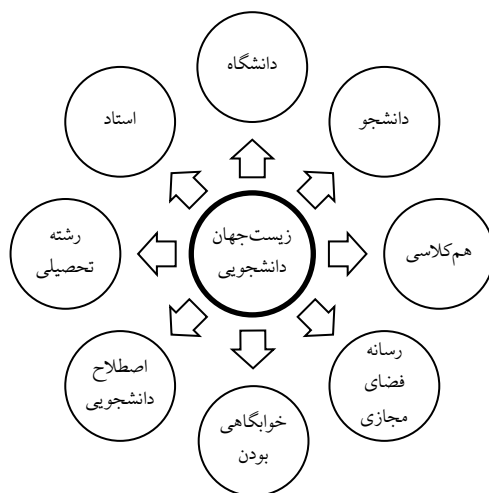 دانشگاه
دانشجو
استاد
زیست‌جهان
دانشجویی
هم‌کلاسی
رشته
تحصیلی
رسانه
فضای
مجازی
اصطلاح
دانشجویی
خوابگاهی
بودن